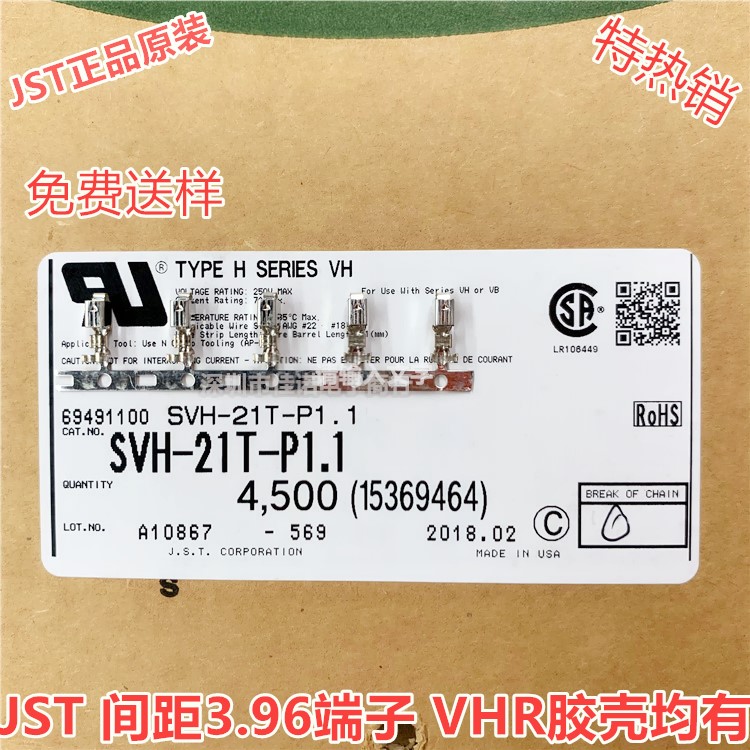 JST正品原装
特热销
免费送样
® TYPE H SERIES VH
VOLTAGE RATING: 250V MAX
For Use With Series VH or VB
LR106449
69491100 SVH-21T-P1.1
CAT.NO. SVH-21T-P1.1
RoHS
QUANTITY 4,500 (15369464)
BREAK OF CHAIN
0
LOT.NO. A10867 - 569 2018.02 C
J.S.T. CORPORATION
MADE IN USA
JST 间距3.96端子 VHR胶壳均有